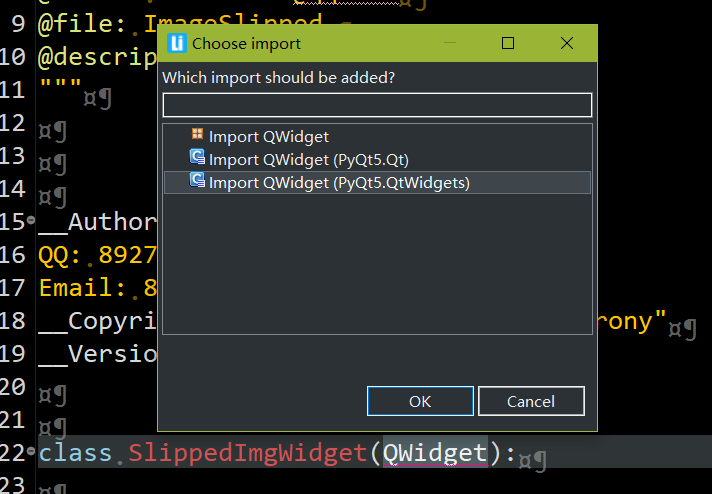 9 @file: ImageSlipped
10 @descrip
11 """¤¶
12 ¤¶
13 ¤¶
14 ¤¶
15 __Author
16 QQ: 8927
17 Email: 8
18 __Copyri rony"¤¶
19 __Versio
20 ¤¶
21 ¤¶
22 class SlippedImgWidget(QWidget):¤¶
23 ¤¶
Li Choose import
Which import should be added?
Import QWidget
Import QWidget (PyQt5.Qt)
Import QWidget (PyQt5.QtWidgets)
OK Cancel